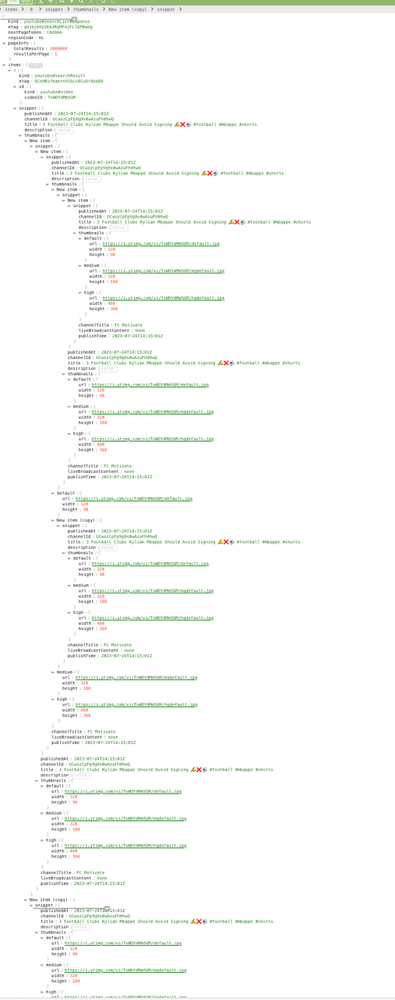 items > 0 > snippet > thumbnails > New item (copy) > snippet >
{
kind : youtube#searchListResponse
etag :
nextPageToken : CAUQAA
regionCode : NL
pageInfo {
totalResults : 1000000
resultsPerPage : 5
}
items : [
0 : {
kind : youtube#searchResult
etag :
id : {
kind : youtube#video
videoId : TvWDY4Mm5GM
}
snippet : {
publishedAt : 2023-07-24T14:15:01Z
channelId : UCwozCpFp9g9x0wAzuFh0hwQ
title : 3 Football Clubs Kylian Mbappe Should Avoid Signing ✍️❌⚽ #football #mbappe #shorts
description : value
thumbnails : {
New item : {
snippet : {
New item : {
snippet : {
publishedAt : 2023-07-24T14:15:01Z
channelId : UCwozCpFp9g9x0wAzuFh0hwQ
title : 3 Football Clubs Kylian Mbappe Should Avoid Signing ✍️❌⚽ #football #mbappe #shorts
description : value
thumbnails : {
New item : {
snippet : {
New item : {
snippet : {
publishedAt : 2023-07-24T14:15:01Z
channelId : UCwozCpFp9g9x0wAzuFh0hwQ
title : 3 Football Clubs Kylian Mbappe Should Avoid Signing ✍️❌⚽ #football #mbappe #shorts
description : value
thumbnails : {
default : {
url : https://i.ytimg.com/vi/TvWDY4Mm5GM/default.jpg
width : 120
height : 90
}
medium : {
url : https://i.ytimg.com/vi/TvWDY4Mm5GM/mqdefault.jpg
width : 320
height : 180
}
high : {
url : https://i.ytimg.com/vi/TvWDY4Mm5GM/hqdefault.jpg
width : 480
height : 360
}
}
channelTitle : FC Motivate
liveBroadcastContent : none
publishTime : 2023-07-24T14:15:01Z
}
}
publishedAt : 2023-07-24T14:15:01Z
channelId : UCwozCpFp9g9x0wAzuFh0hwQ
title : 3 Football Clubs Kylian Mbappe Should Avoid Signing ✍️❌⚽ #football #mbappe #shorts
description : value
thumbnails : {
default : {
url : https://i.ytimg.com/vi/TvWDY4Mm5GM/default.jpg
width : 120
height : 90
}
medium : {
url : https://i.ytimg.com/vi/TvWDY4Mm5GM/mqdefault.jpg
width : 320
height : 180
}
high : {
url : https://i.ytimg.com/vi/TvWDY4Mm5GM/hqdefault.jpg
width : 480
height : 360
}
}
channelTitle : FC Motivate
liveBroadcastContent : none
publishTime : 2023-07-24T14:15:01Z
}
}
default : {
url : https://i.ytimg.com/vi/TvWDY4Mm5GM/default.jpg
width : 120
height : 90
}
New item (copy) : {
snippet : {
publishedAt : 2023-07-24T14:15:01Z
channelId : UCwozCpFp9g9x0wAzuFh0hwQ
title : 3 Football Clubs Kylian Mbappe Should Avoid Signing ✍️❌⚽ #football #mbappe #shorts
description : value
thumbnails : {
default : {
url : https://i.ytimg.com/vi/TvWDY4Mm5GM/default.jpg
width : 120
height : 90
}
medium : {
url : https://i.ytimg.com/vi/TvWDY4Mm5GM/mqdefault.jpg
width : 320
height : 180
}
high : {
url : https://i.ytimg.com/vi/TvWDY4Mm5GM/hqdefault.jpg
width : 480
height : 360
}
}
channelTitle : FC Motivate
liveBroadcastContent : none
publishTime : 2023-07-24T14:15:01Z
}
}
medium : {
url : https://i.ytimg.com/vi/TvWDY4Mm5GM/mqdefault.jpg
width : 320
height : 180
}
high : {
url : https://i.ytimg.com/vi/TvWDY4Mm5GM/hqdefault.jpg
width : 480
height : 360
}
}
channelTitle : FC Motivate
liveBroadcastContent : none
publishTime : 2023-07-24T14:15:01Z
}
}
publishedAt : 2023-07-24T14:15:01Z
channelId : UCwozCpFp9g9x0wAzuFh0hwQ
title : 3 Football Clubs Kylian Mbappe Should Avoid Signing ✍️❌⚽ #football #mbappe #shorts
description : value
thumbnails : {
default : {
url : https://i.ytimg.com/vi/TvWDY4Mm5GM/default.jpg
width : 120
height : 90
}
medium : {
url : https://i.ytimg.com/vi/TvWDY4Mm5GM/mqdefault.jpg
width : 320
height : 180
}
high : {
url : https://i.ytimg.com/vi/TvWDY4Mm5GM/hqdefault.jpg
width : 480
height : 360
}
}
channelTitle : FC Motivate
liveBroadcastContent : none
publishTime : 2023-07-24T14:15:01Z
}
}
New item (copy) : {
snippet : {
publishedAt : 2023-07-24T14:15:01Z
channelId : UCwozCpFp9g9x0wAzuFh0hwQ
title : 3 Football Clubs Kylian Mbappe Should Avoid Signing ✍️❌⚽ #football #mbappe #shorts
description : value
thumbnails : {
default : {
url : https://i.ytimg.com/vi/TvWDY4Mm5GM/default.jpg
width : 120
height : 90
}
medium : {
url : https://i.ytimg.com/vi/TvWDY4Mm5GM/mqdefault.jpg
width : 320
height : 180
}
high : {
url : https://i.ytimg.com/vi/TvWDY4Mm5GM/hqdefault.jpg